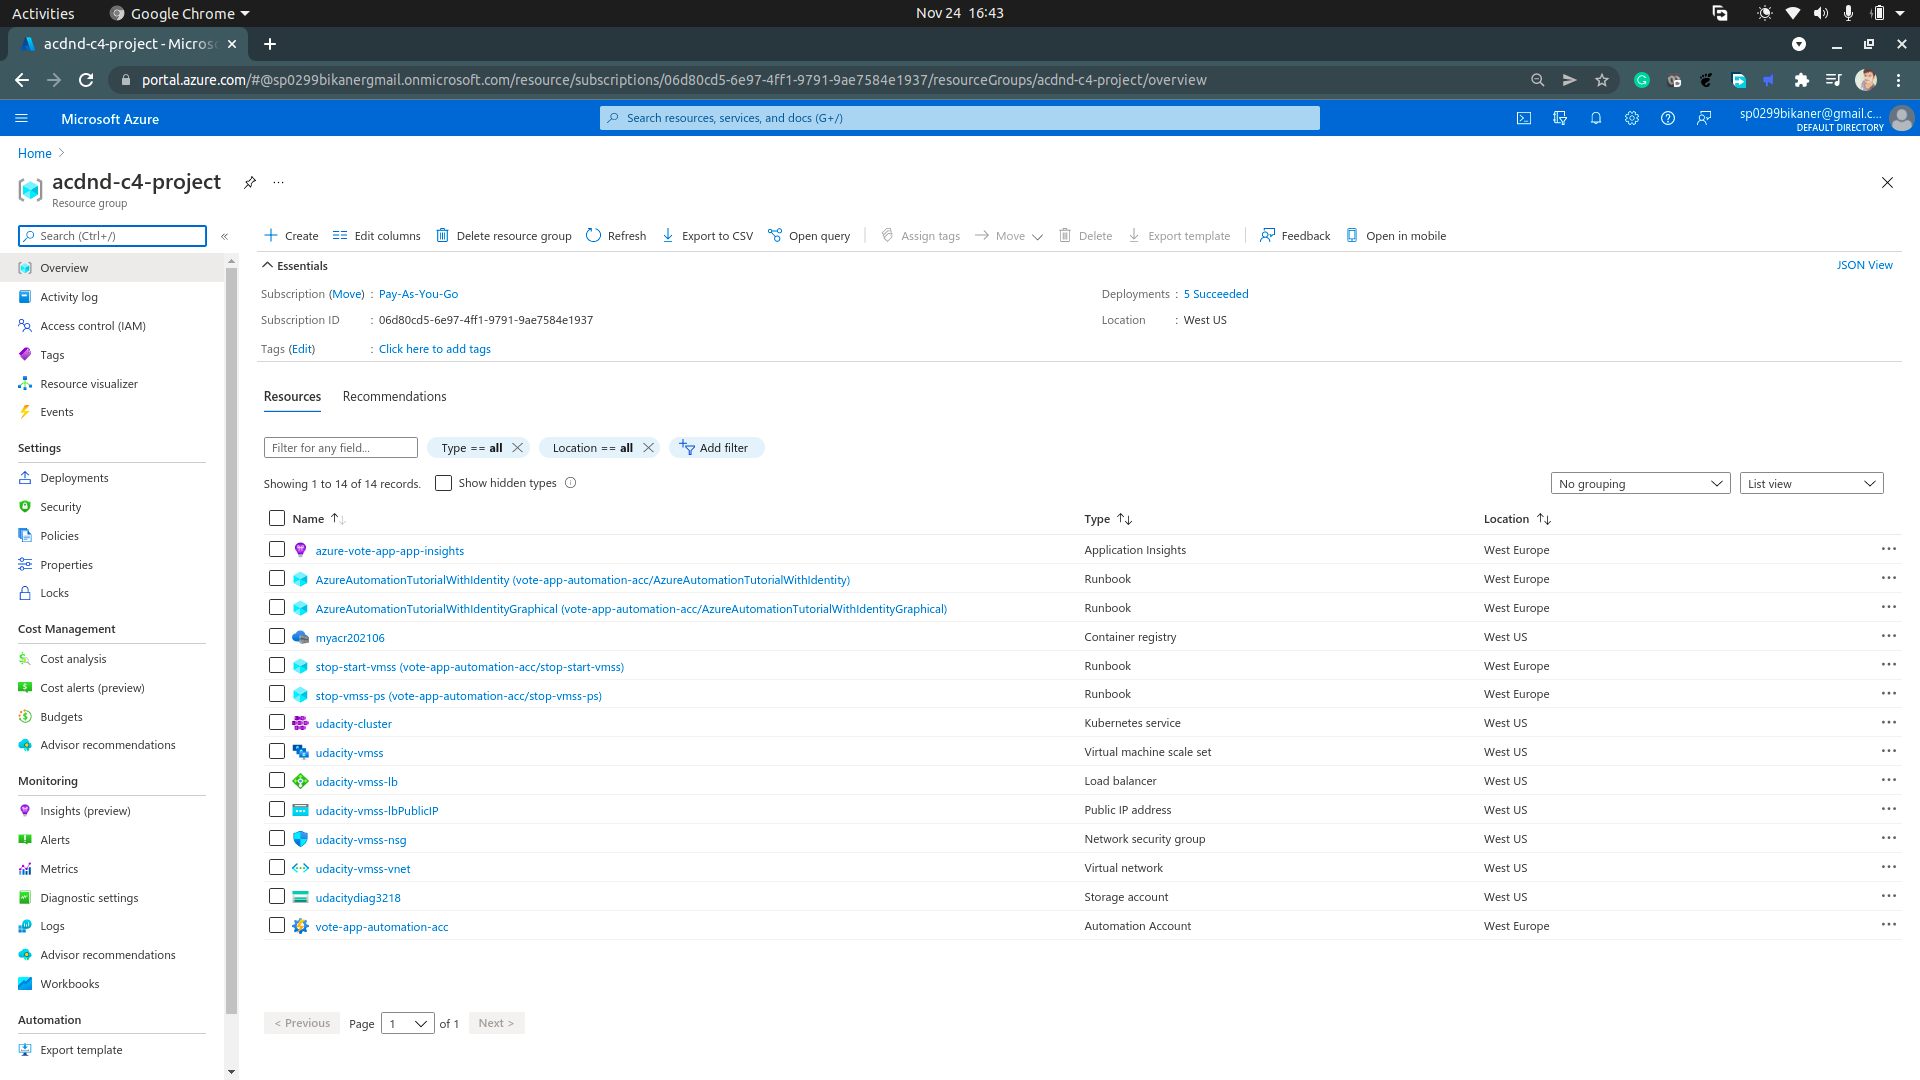 Activities Google Chrome Nov 24 16:43
acdnd-c4-project - Micros
portal.azure.com/#@sp0299bikanergmail.onmicrosoft.com/resource/subscriptions/06d80cd5-6e97-4ff1-9791-9ae7584e1937/resourceGroups/acdnd-c4-project/overview
Microsoft Azure
Search resources, services, and docs (G+/)
sp0299bikaner@gmail.c...
DEFAULT DIRECTORY
Home
acdnd-c4-project
...
Resource group
Search (Ctrl+/)
«
Overview
Activity log
Access control (IAM)
Tags
Resource visualizer
Events
Settings
Deployments
Security
Policies
Properties
Locks
Cost Management
Cost analysis
Cost alerts (preview)
Budgets
Advisor recommendations
Monitoring
Insights (preview)
Alerts
Metrics
Diagnostic settings
Logs
Advisor recommendations
Workbooks
Automation
Export template
Create Edit columns Delete resource group Refresh Export to CSV Open query Assign tags Move Delete Export template Feedback Open in mobile
Essentials
JSON View
Subscription (Move) : Pay-As-You-Go
Deployments : 5 Succeeded
Subscription ID : 06d80cd5-6e97-4ff1-9791-9ae7584e1937
Location : West US
Tags (Edit) : Click here to add tags
Resources Recommendations
Filter for any field... Type == all Location == all Add filter
Showing 1 to 14 of 14 records. Show hidden types
No grouping List view
Name Type Location
azure-vote-app-app-insights Application Insights West Europe ...
AzureAutomationTutorialWithIdentity (vote-app-automation-acc/AzureAutomationTutorialWithIdentity) Runbook West Europe ...
AzureAutomationTutorialWithIdentityGraphical (vote-app-automation-acc/AzureAutomationTutorialWithIdentityGraphical) Runbook West Europe ...
myacr202106 Container registry West US ...
stop-start-vmss (vote-app-automation-acc/stop-start-vmss) Runbook West Europe ...
stop-vmss-ps (vote-app-automation-acc/stop-vmss-ps) Runbook West Europe ...
udacity-cluster Kubernetes service West US ...
udacity-vmss Virtual machine scale set West US ...
udacity-vmss-lb Load balancer West US ...
udacity-vmss-lbPublicIP Public IP address West US ...
udacity-vmss-nsg Network security group West US ...
udacity-vmss-vnet Virtual network West US ...
udacitydiag3218 Storage account West US ...
vote-app-automation-acc Automation Account West Europe ...
< Previous Page 1 of 1 Next >